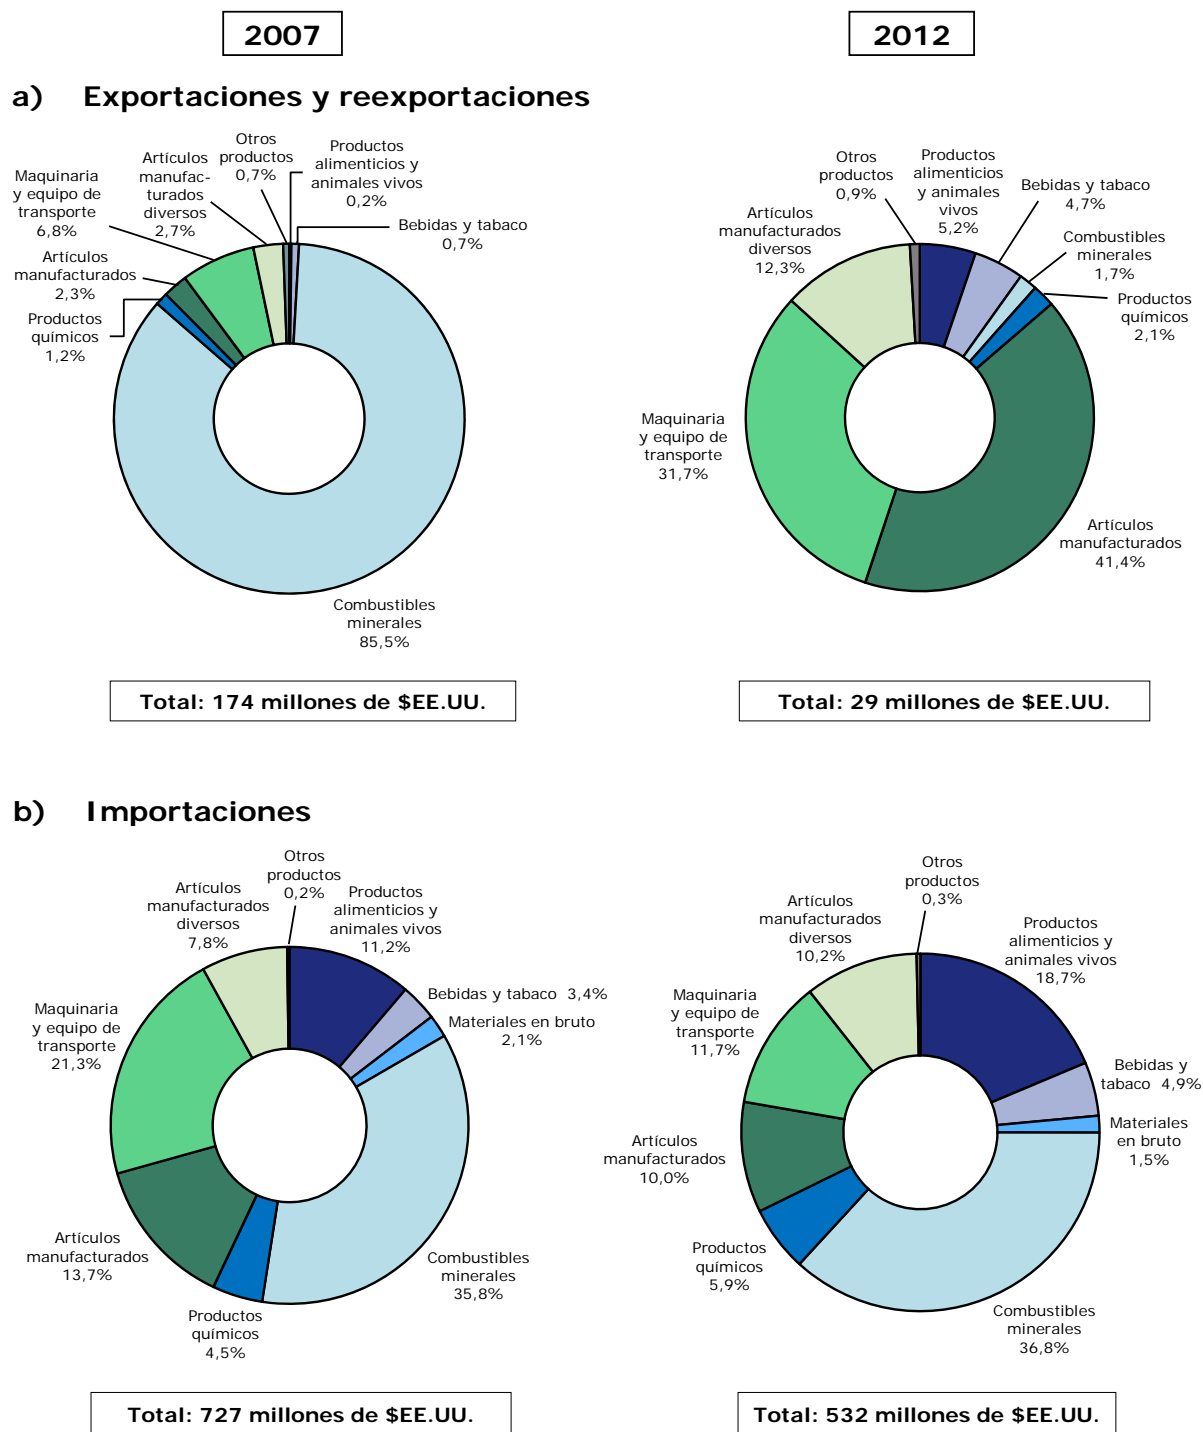 2007
2012
a) Exportaciones y reexportaciones
Otros
productos
0,7%
Productos
alimenticios y
animales vivos
0,2%
Artículos
manufac-
turados
diversos
2,7%
Maquinaria
y equipo de
transporte
6,8%
Bebidas y tabaco
0,7%
Artículos
manufacturados
2,3%
Productos
químicos
1,2%
Combustibles
minerales
85,5%
Total: 174 millones de $EE.UU.
Otros
productos
0,9%
Productos
alimenticios
y animales
vivos
5,2%
Bebidas y tabaco
4,7%
Artículos
manufacturados
diversos
12,3%
Combustibles
minerales
1,7%
Productos
químicos
2,1%
Maquinaria
y equipo de
transporte
31,7%
Artículos
manufacturados
41,4%
Total: 29 millones de $EE.UU.
b) Importaciones
Otros
productos
0,2%
Artículos
manufacturados
diversos
7,8%
Productos
alimenticios y
animales vivos
11,2%
Bebidas y tabaco 3,4%
Materiales en bruto
2,1%
Maquinaria
y equipo de
transporte
21,3%
Artículos
manufacturados
13,7%
Combustibles
minerales
35,8%
Productos
químicos
4,5%
Total: 727 millones de $EE.UU.
Otros
productos
0,3%
Artículos
manufacturados
diversos
10,2%
Productos
alimenticios y
animales vivos
18,7%
Maquinaria
y equipo de
transporte
11,7%
Bebidas y
tabaco 4,9%
Materiales
en bruto
1,5%
Artículos
manufacturados
10,0%
Productos
químicos
5,9%
Combustibles
minerales
36,8%
Total: 532 millones de $EE.UU.